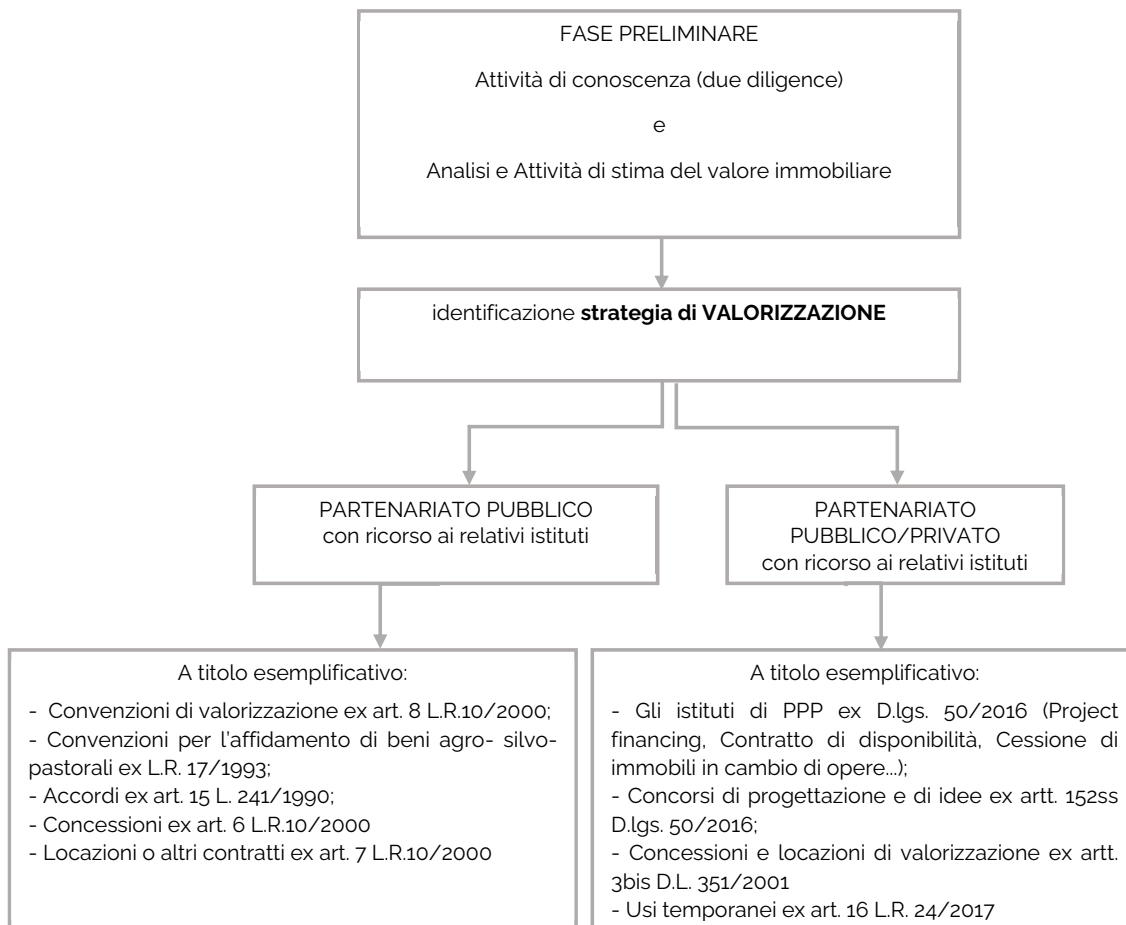 FASE PRELIMINARE
Attività di conoscenza (due diligence)
e
Analisi e Attività di stima del valore immobiliare
identificazione strategia di VALORIZZAZIONE
PARTENARIATO PUBBLICO
con ricorso ai relativi istituti
PARTENARIATO
PUBBLICO/PRIVATO
con ricorso ai relativi istituti
A titolo esemplificativo:
- Convenzioni di valorizzazione ex art. 8 L.R.10/2000;
- Convenzioni per l'affidamento di beni agro- silvo-
pastorali ex L.R. 17/1993;
- Accordi ex art. 15 L. 241/1990;
- Concessioni ex art. 6 L.R.10/2000
- Locazioni o altri contratti ex art. 7 L.R.10/2000
A titolo esemplificativo:
- Gli istituti di PPP ex D.lgs. 50/2016 (Project
financing, Contratto di disponibilità, Cessione di
immobili in cambio di opere...);
- Concorsi di progettazione e di idee ex artt. 152ss
D.lgs. 50/2016;
- Concessioni e locazioni di valorizzazione ex artt.
3bis D.L. 351/2001
- Usi temporanei ex art. 16 L.R. 24/2017